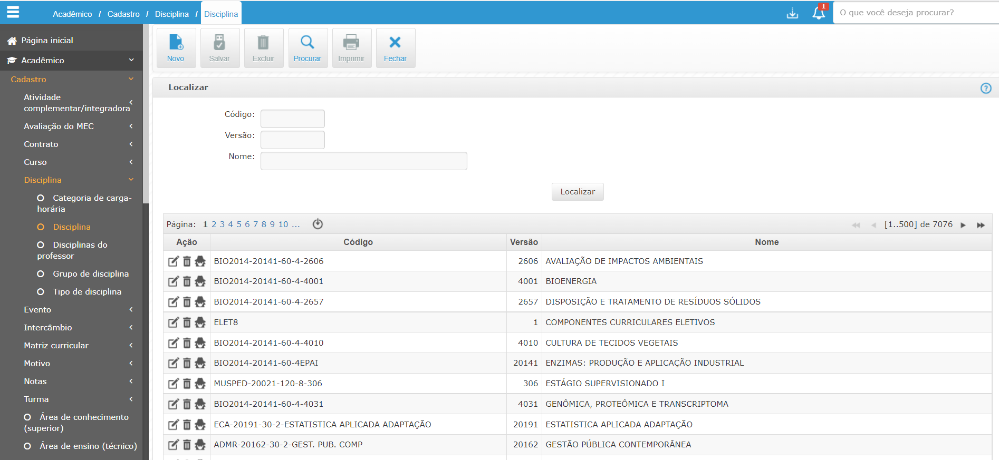 Acadêmico / Cadastro / Disciplina / Disciplina
1
O que você deseja procurar?
Página inicial
Acadêmico
Cadastro
Atividade
complementar/integradora
Avaliação do MEC
Contrato
Curso
Disciplina
Categoria de carga-
horária
Disciplina
Disciplinas do
professor
Grupo de disciplina
Tipo de disciplina
Evento
Intercâmbio
Matriz curricular
Motivo
Notas
Turma
Área de conhecimento
(superior)
Área de ensino (técnico)
Novo Salvar Excluir Procurar Imprimir Fechar
Localizar
?
Código:
Versão:
Nome:
Localizar
Página: 1 2 3 4 5 6 7 8 9 10 ... [1..500] de 7076
Ação Código Versão Nome
BIO2014-20141-60-4-2606 2606 AVALIAÇÃO DE IMPACTOS AMBIENTAIS
BIO2014-20141-60-4-4001 4001 BIOENERGIA
BIO2014-20141-60-4-2657 2657 DISPOSIÇÃO E TRATAMENTO DE RESÍDUOS SÓLIDOS
ELET8 1 COMPONENTES CURRICULARES ELETIVOS
BIO2014-20141-60-4-4010 4010 CULTURA DE TECIDOS VEGETAIS
BIO2014-20141-60-4EPAI 20141 ENZIMAS: PRODUÇÃO E APLICAÇÃO INDUSTRIAL
MUSPED-20021-120-8-306 306 ESTÁGIO SUPERVISIONADO I
BIO2014-20141-60-4-4031 4031 GENÔMICA, PROTEÔMICA E TRANSCRIPTOMA
ECA-20191-30-2-ESTATISTICA APLICADA ADAPTAÇÃO 20191 ESTATISTICA APLICADA ADAPTAÇÃO
ADMR-20162-30-2-GEST. PUB. COMP 20162 GESTÃO PÚBLICA CONTEMPORÂNEA